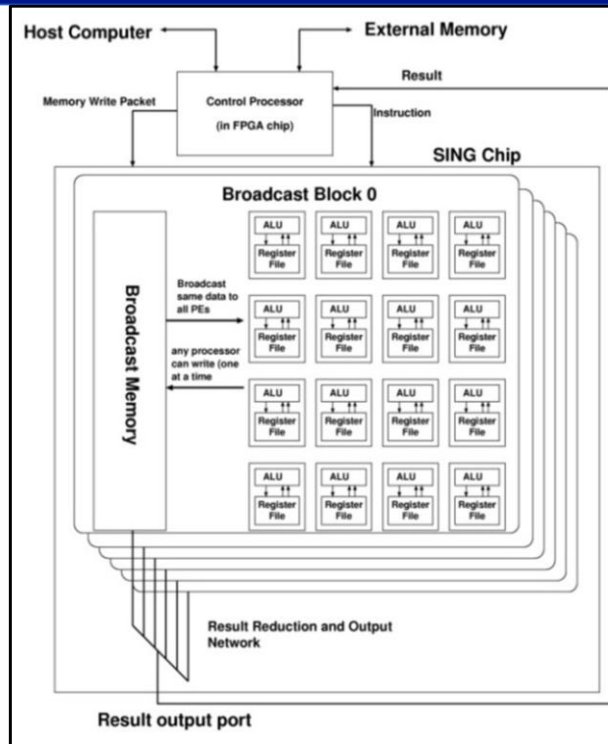 Host Computer
External Memory
Result
Memory Write Packet
Control Processor
(in FPGA chip)
Instruction
SING Chip
Broadcast Block 0
Broadcast Memory
Broadcast
same data to
all PEs
any processor
can write (one
at a time
ALU
Register
File
ALU
Register
File
ALU
Register
File
ALU
Register
File
ALU
Register
File
ALU
Register
File
ALU
Register
File
ALU
Register
File
ALU
Register
File
ALU
Register
File
ALU
Register
File
ALU
Register
File
ALU
Register
File
ALU
Register
File
ALU
Register
File
ALU
Register
File
Result Reduction and Output
Network
Result output port